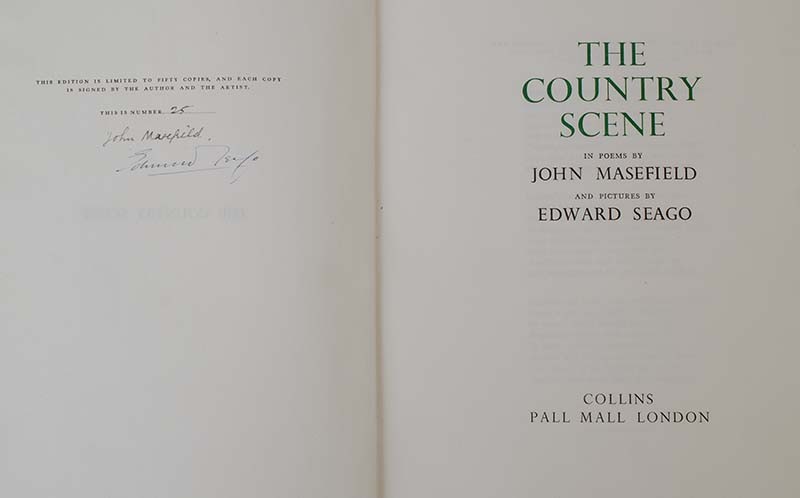 THIS EDITION IS LIMITED TO FIFTY COPIES, AND EACH COPY
IS SIGNED BY THE AUTHOR AND THE ARTIST.
THIS IS NUMBER 25
John Masefield.
Edward Seago
THE
COUNTRY
SCENE
IN POEMS BY
JOHN MASEFIELD
AND PICTURES BY
EDWARD SEAGO
COLLINS
PALL MALL LONDON